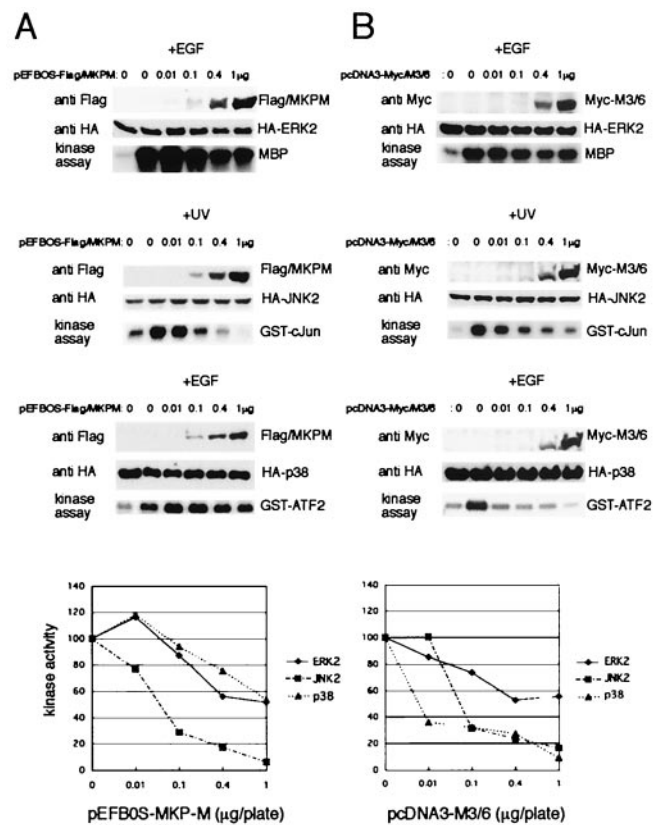 A
+EGF
pEFBOS-Flag/MKPM: 0 0 0.01 0.1 0.4 1µg
anti Flag Flag/MKPM
anti HA HA-ERK2
kinase assay MBP
+UV
pEFBOS-Flag/MKPM: 0 0 0.01 0.1 0.4 1µg
anti Flag Flag/MKPM
anti HA HA-JNK2
kinase assay GST-cJun
+EGF
pEFBOS-Flag/MKPM: 0 0 0.01 0.1 0.4 1µg
anti Flag Flag/MKPM
anti HA HA-p38
kinase assay GST-ATF2
kinase activity
140
120
100
80
60
40
20
0
0 0.01 0.1 0.4 1
ERK2
JNK2
p38
pEFB0S-MKP-M (µg/plate)
B
+EGF
pcDNA3-Myc/M3/6 : 0 0 0.01 0.1 0.4 1µg
anti Myc Myc-M3/6
anti HA HA-ERK2
kinase assay MBP
+UV
pcDNA3-Myc/M3/6 : 0 0 0.01 0.1 0.4 1µg
anti Myc Myc-M3/6
anti HA HA-JNK2
kinase assay GST-cJun
+EGF
pcDNA3-Myc/M3/6 : 0 0 0.01 0.1 0.4 1µg
anti Myc Myc-M3/6
anti HA HA-p38
kinase assay GST-ATF2
140
120
100
80
60
40
20
0
0 0.01 0.1 0.4 1
ERK2
JNK2
p38
pcDNA3-M3/6 (µg/plate)